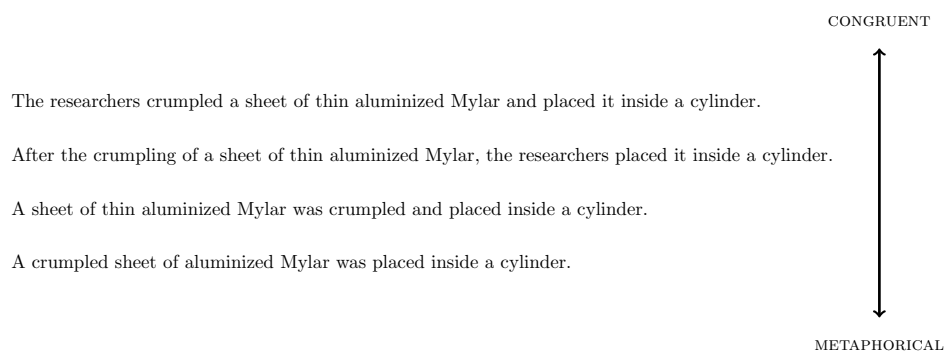 CONGRUENT
The researchers crumpled a sheet of thin aluminized Mylar and placed it inside a cylinder.
After the crumpling of a sheet of thin aluminized Mylar, the researchers placed it inside a cylinder.
A sheet of thin aluminized Mylar was crumpled and placed inside a cylinder.
A crumpled sheet of aluminized Mylar was placed inside a cylinder.
METAPHORICAL